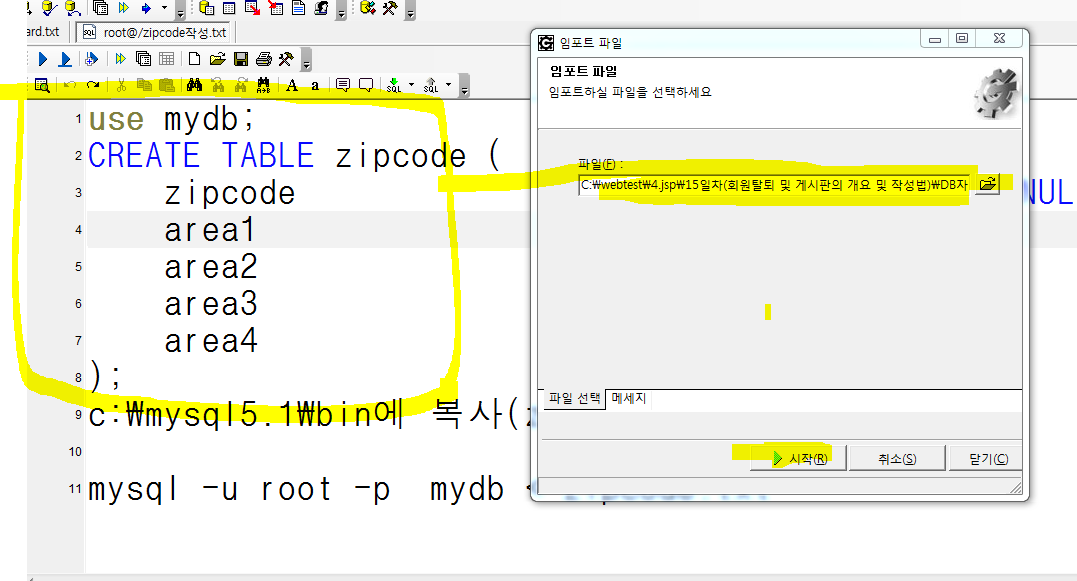 ard.txt
root@/zipcode작성.txt
A a
SQL SQL
1 use mydb;
2 CREATE TABLE zipcode (
3 zipcode NUL
4 area1
5 area2
6 area3
7 area4
8 );
9 c:₩mysql5.1₩bin에 복사(
10
11 mysql -u root -p mydb < zipcode.txt
임포트 파일
임포트 파일
임포트하실 파일을 선택하세요
파일(F) :
C:₩webtest₩4.jsp₩15일차(회원탈퇴 및 게시판의 개요 및 작성법)₩DB자
파일 선택 메세지
시작(R) 취소(S) 닫기(C)